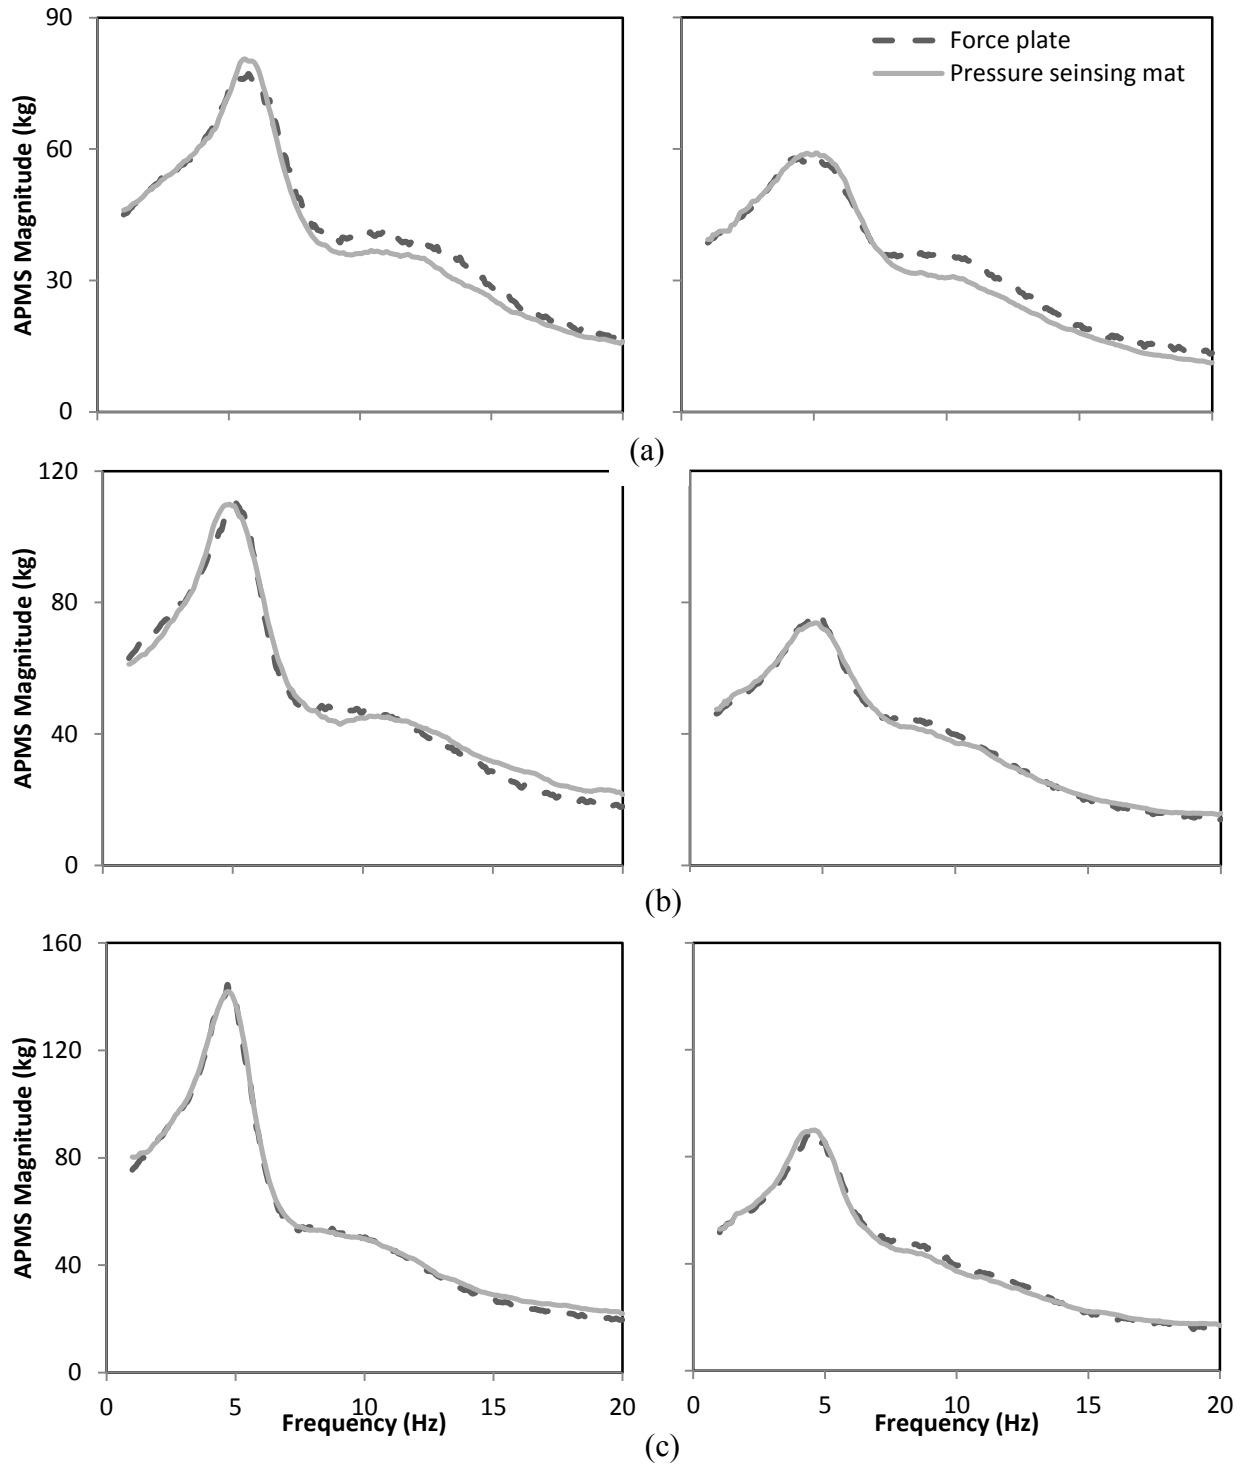 90
60
30
0
APMS Magnitude (kg)
Force plate
Pressure seinsing mat
(a)
120
80
40
0
APMS Magnitude (kg)
(b)
160
120
80
40
0
APMS Magnitude (kg)
0 5 10 15 20
Frequency (Hz)
0 5 10 15 20
Frequency (Hz)
(c)